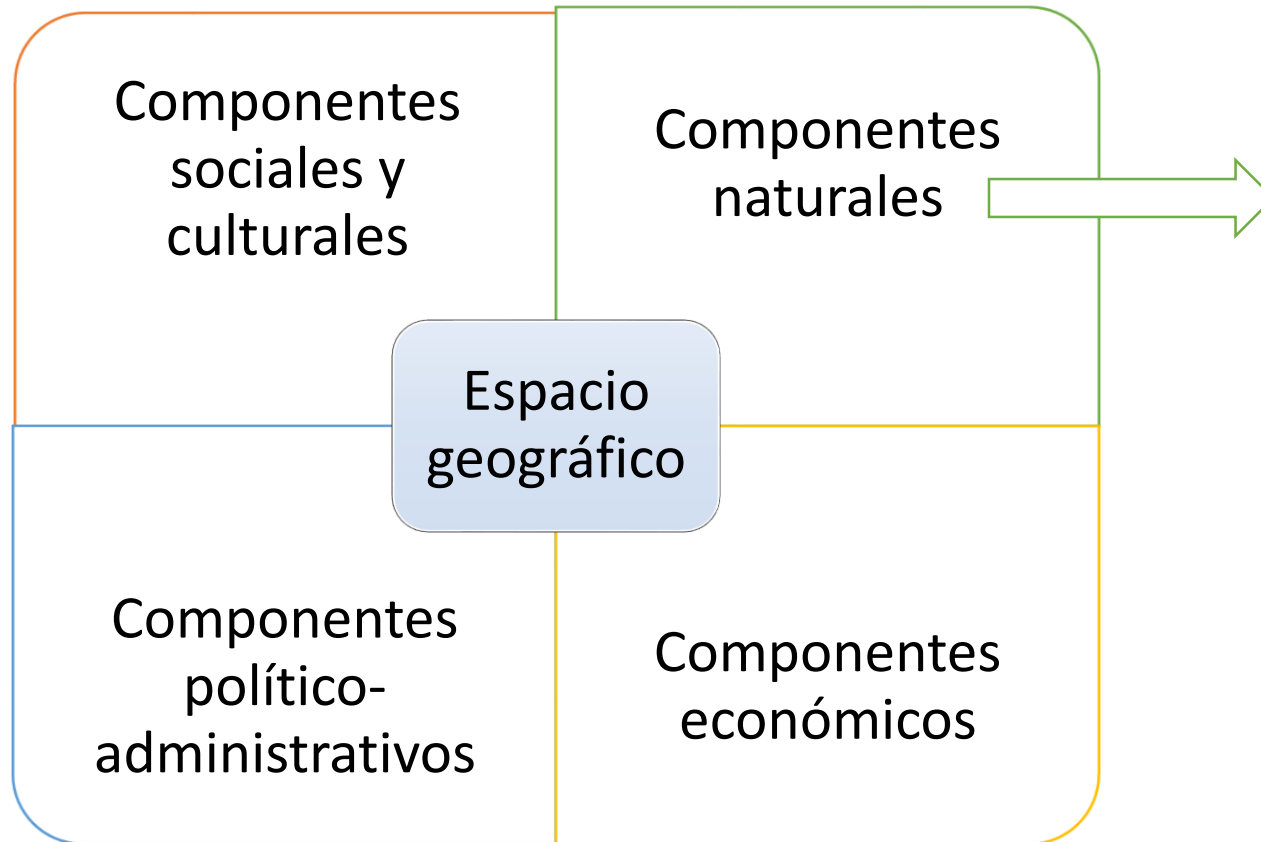 Componentes
sociales y
culturales
Componentes
naturales
Espacio
geográfico
Componentes
político-
administrativos
Componentes
económicos